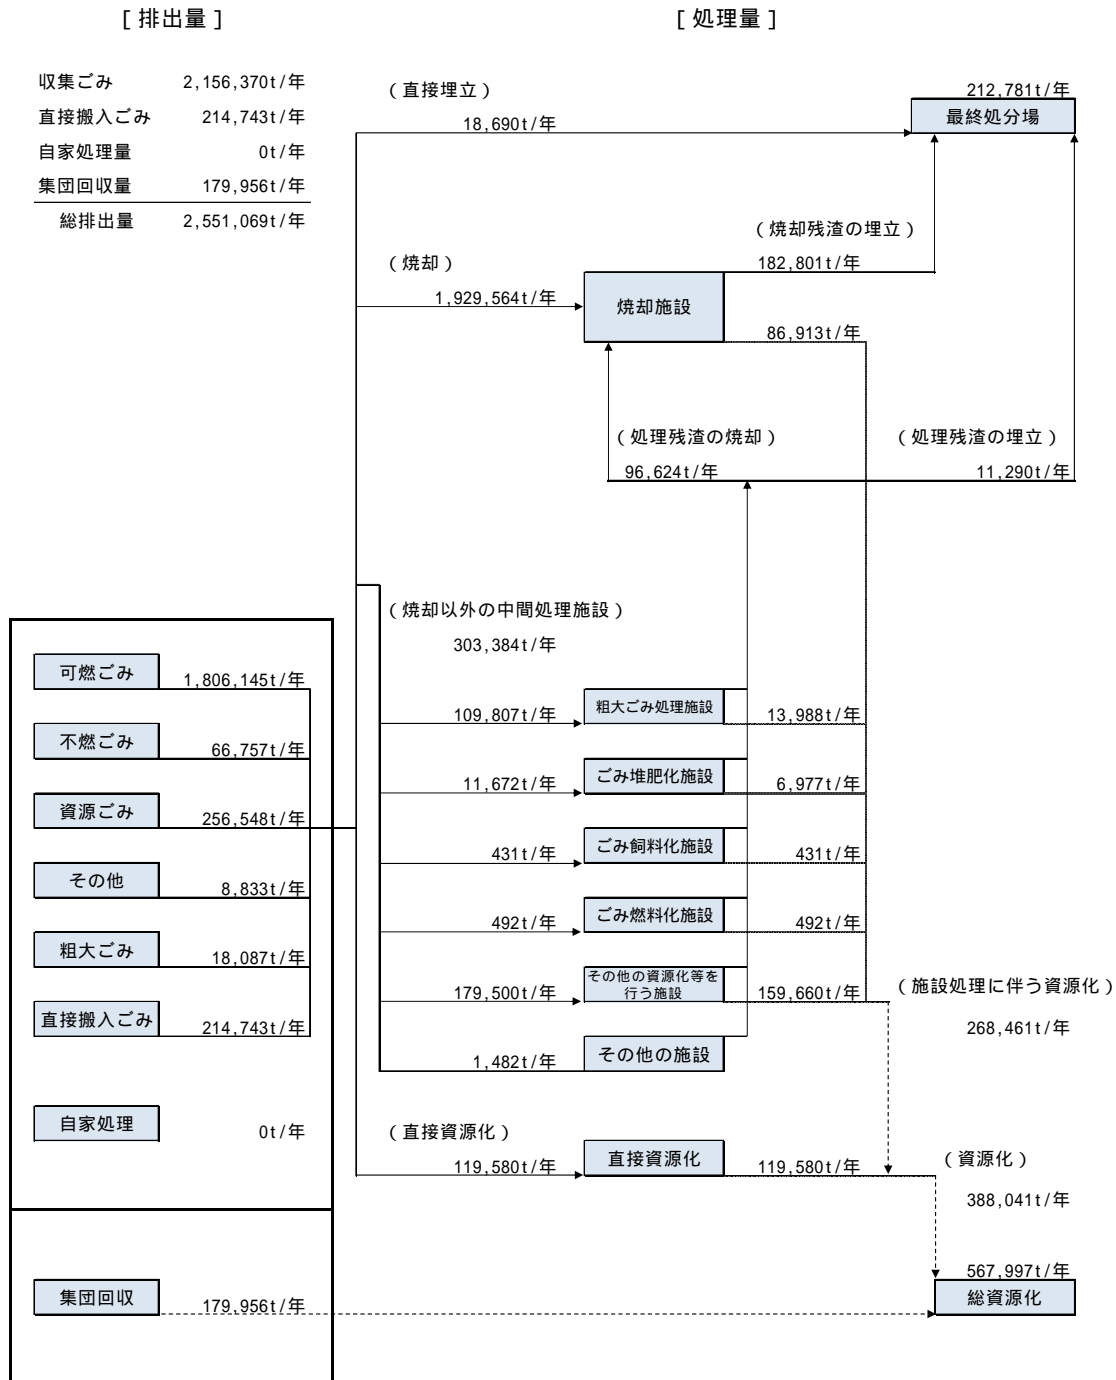 [ 排出量 ]
[ 処理量 ]
収集ごみ 2,156,370t/年
直接搬入ごみ 214,743t/年
自家処理量 0t/年
集団回収量 179,956t/年
総排出量 2,551,069t/年
(直接埋立)
18,690t/年
212,781t/年
最終処分場
(焼却残渣の埋立)
182,801t/年
(焼却)
1,929,564t/年
焼却施設
86,913t/年
(処理残渣の焼却)
96,624t/年
(処理残渣の埋立)
11,290t/年
(焼却以外の中間処理施設)
303,384t/年
可燃ごみ 1,806,145t/年
不燃ごみ 66,757t/年
資源ごみ 256,548t/年
その他 8,833t/年
粗大ごみ 18,087t/年
直接搬入ごみ 214,743t/年
自家処理 0t/年
109,807t/年 粗大ごみ処理施設 13,988t/年
11,672t/年 ごみ堆肥化施設 6,977t/年
431t/年 ごみ飼料化施設 431t/年
492t/年 ごみ燃料化施設 492t/年
179,500t/年 その他の資源化等を
行う施設 159,660t/年
(施設処理に伴う資源化)
268,461t/年
1,482t/年 その他の施設
(直接資源化)
119,580t/年 直接資源化 119,580t/年
(資源化)
388,041t/年
567,997t/年
総資源化
集団回収 179,956t/年